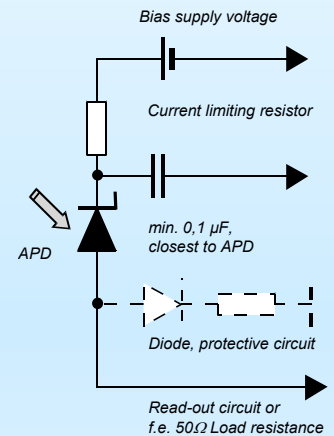 Bias supply voltage
Current limiting resistor
min. 0,1 µF,
closest to APD
APD
Diode, protective circuit
Read-out circuit or
f.e. 50Ω Load resistance